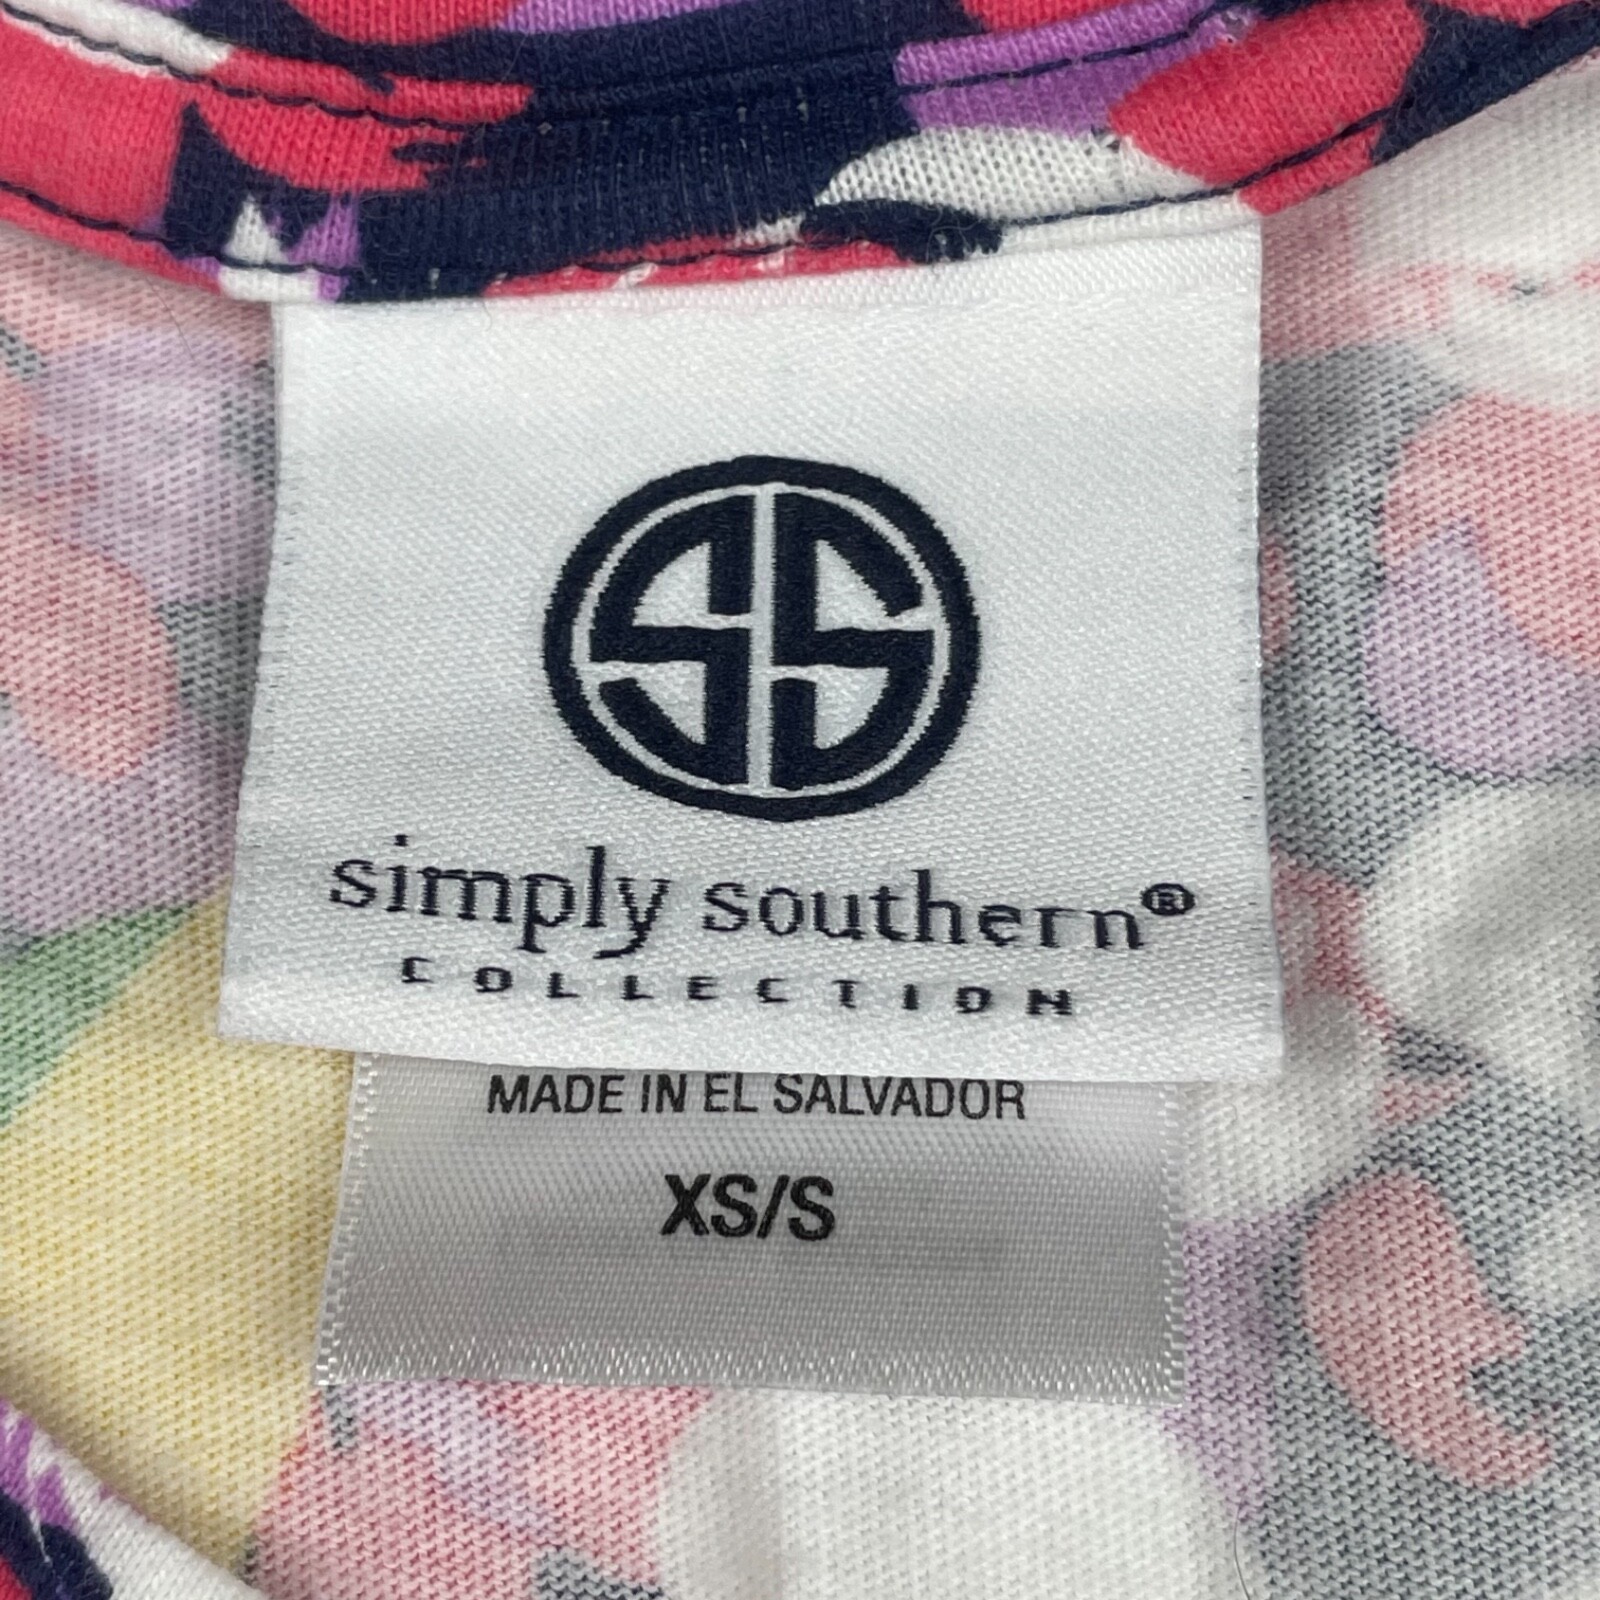 SS
simply southern®
COLLECTION
MADE IN EL SALVADOR
XS/S